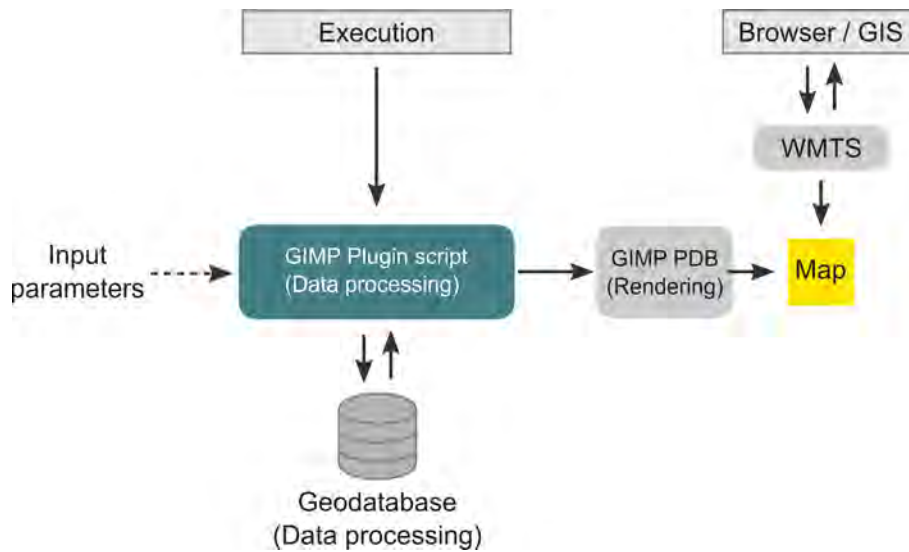 Execution
Browser / GIS
WMTS
Input
parameters
GIMP Plugin script
(Data processing)
GIMP PDB
(Rendering)
Map
Geodatabase
(Data processing)